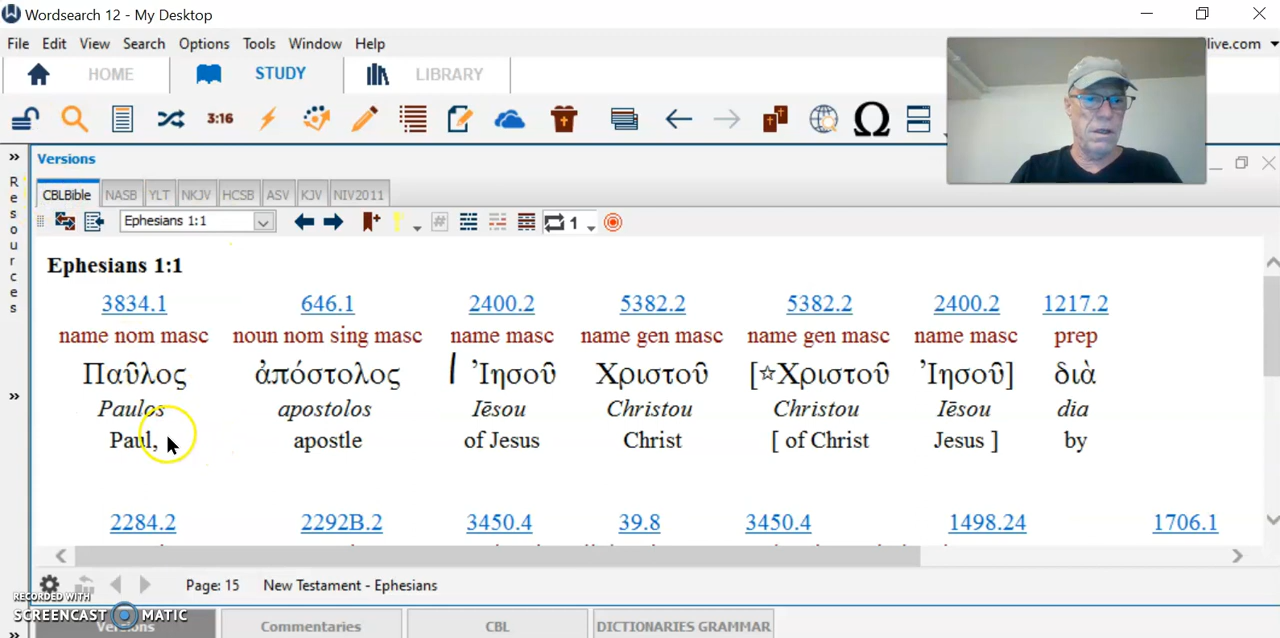 Wordsearch 12 - My Desktop
File Edit View Search Options Tools Window Help
live.com
HOME STUDY LIBRARY
3:16
» Versions
Resources
CBLBible NASB YLT NKJV HCSB ASV KJV NIV2011
Ephesians 1:1 # 1
Ephesians 1:1
3834.1 646.1 2400.2 5382.2 5382.2 2400.2 1217.2
name nom masc noun nom sing masc name masc name gen masc name gen masc name masc prep
Παῦλος ἀπόστολος Ἰησοῦ Χριστοῦ [☆Χριστοῦ Ἰησοῦ] διὰ
Paulos apostolos Iēsou Christou Christou Iēsou dia
Paul, apostle of Jesus Christ [ of Christ Jesus ] by
2284.2 2292B.2 3450.4 39.8 3450.4 1498.24 1706.1
Page: 15 New Testament - Ephesians
RECORDED WITH
SCREENCAST MATIC
Versions Commentaries CBL DICTIONARIES GRAMMAR